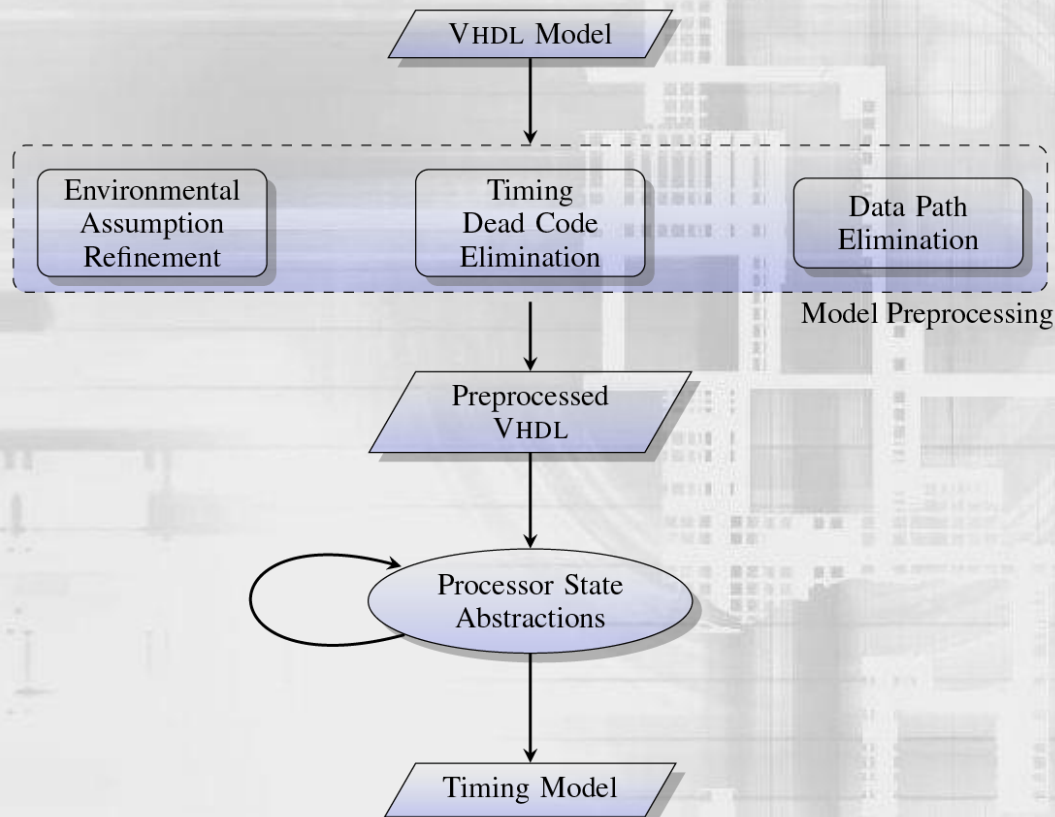 VHDL Model
Environmental
Assumption
Refinement
Timing
Dead Code
Elimination
Data Path
Elimination
Model Preprocessing
Preprocessed
VHDL
Processor State
Abstractions
Timing Model